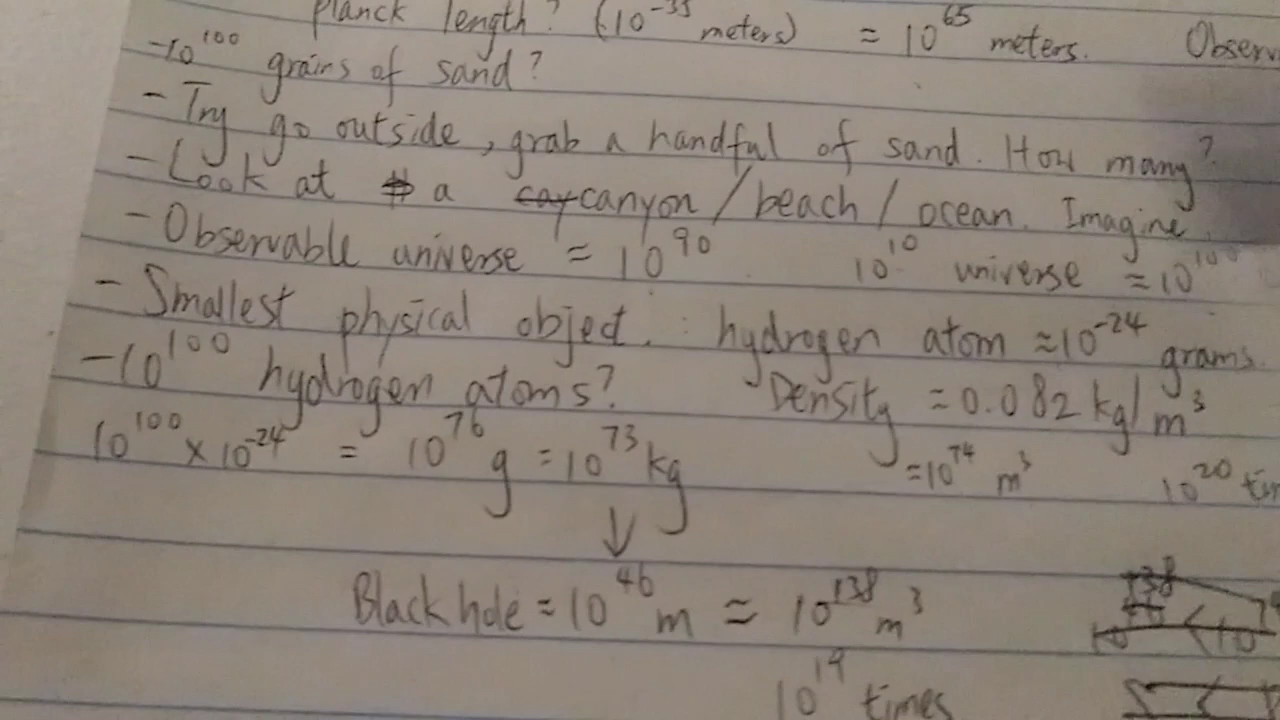 Planck length? (10^-35 meters) = 10^65 meters. Observ
-10^100 grains of sand?
- Try go outside, grab a handful of sand. How many?
- Look at a canyon/beach/ocean. Imagine.
- Observable universe = 10^90 10^10 universe = 10^100
- Smallest physical object. : hydrogen atom ≈10^-24 grams.
-10^100 hydrogen atoms? Density = 0.082 kg/m^3
10^100 × 10^-24 = 10^76 g = 10^73 kg =10^74 m^3 10^20 tim
↓
Black hole = 10^46 m = 10^138 m^3
10^19 times